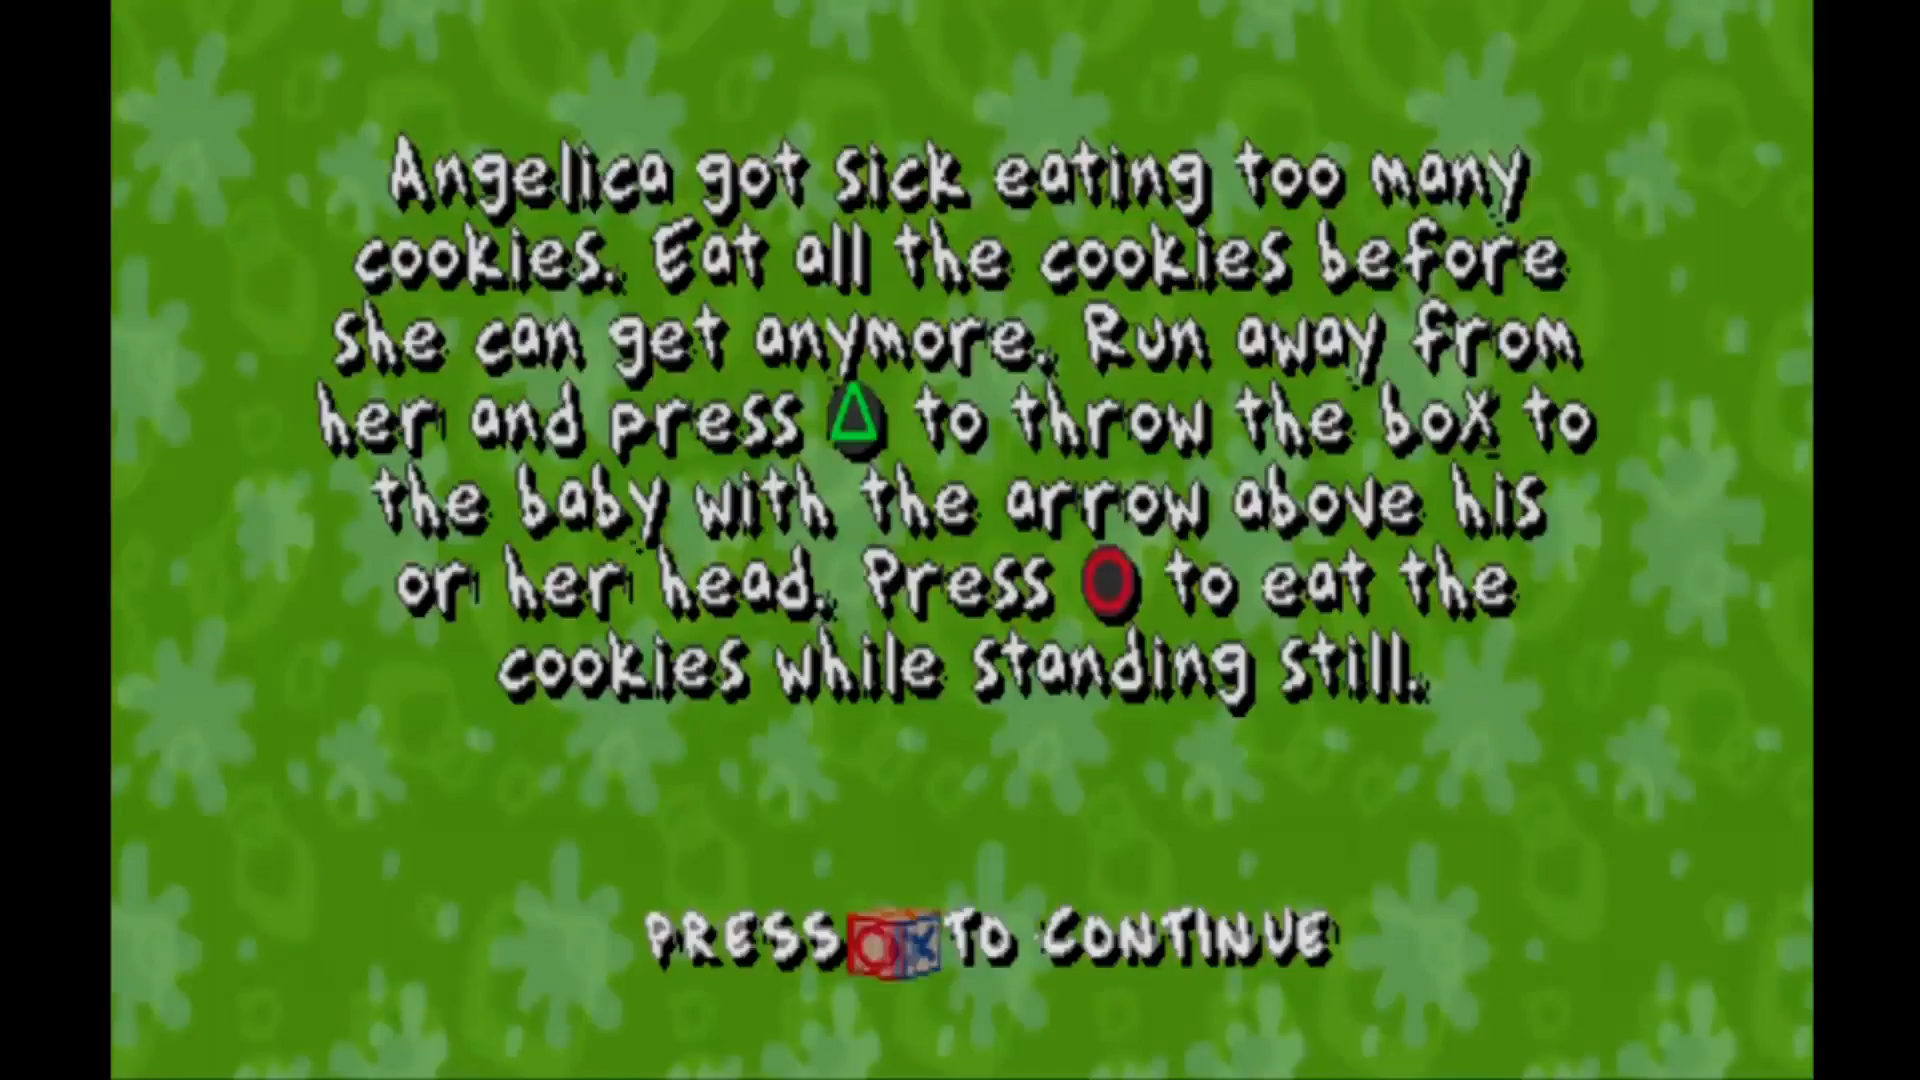 Angelica got sick eating too many
cookies. Eat all the cookies before
she can get anymore. Run away from
her and press △ to throw the box to
the baby with the arrow above his
or her head. Press O to eat the
cookies while standing still.
PRESS O X TO CONTINUE